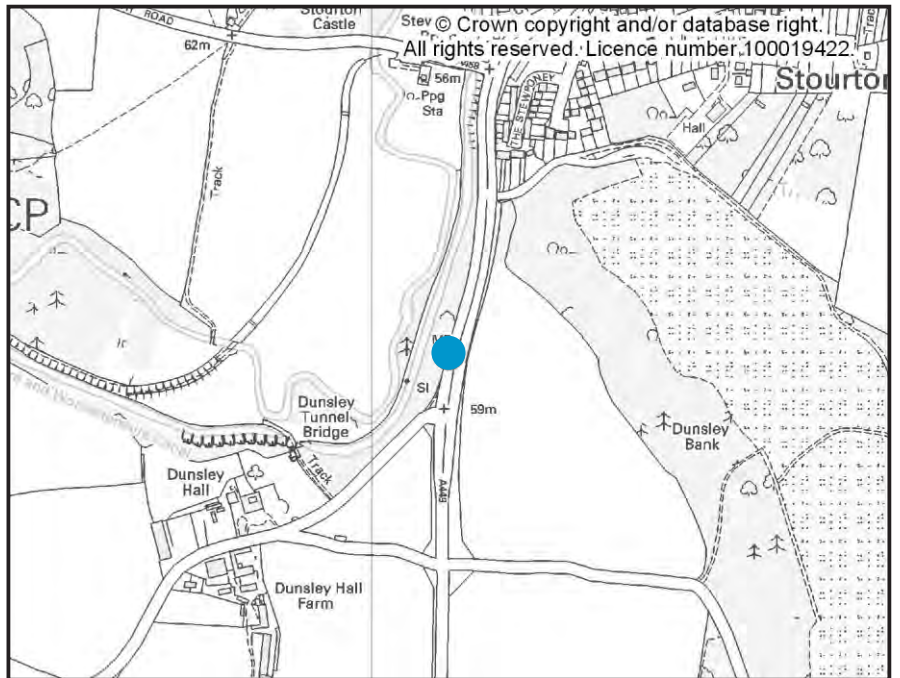 ROAD
Stourton
Castle
© Crown copyright and/or database right.
All rights reserved. Licence number.100019422.
62m
56m
Ppg
Sta
THE STEWPONEY
Stourton
Hall
Track
Track
CP
Dunsley
Tunnel
Bridge
Sl
59m
Dunsley
Bank
Track
Dunsley
Hall
A449
Dunsley Hall
Farm